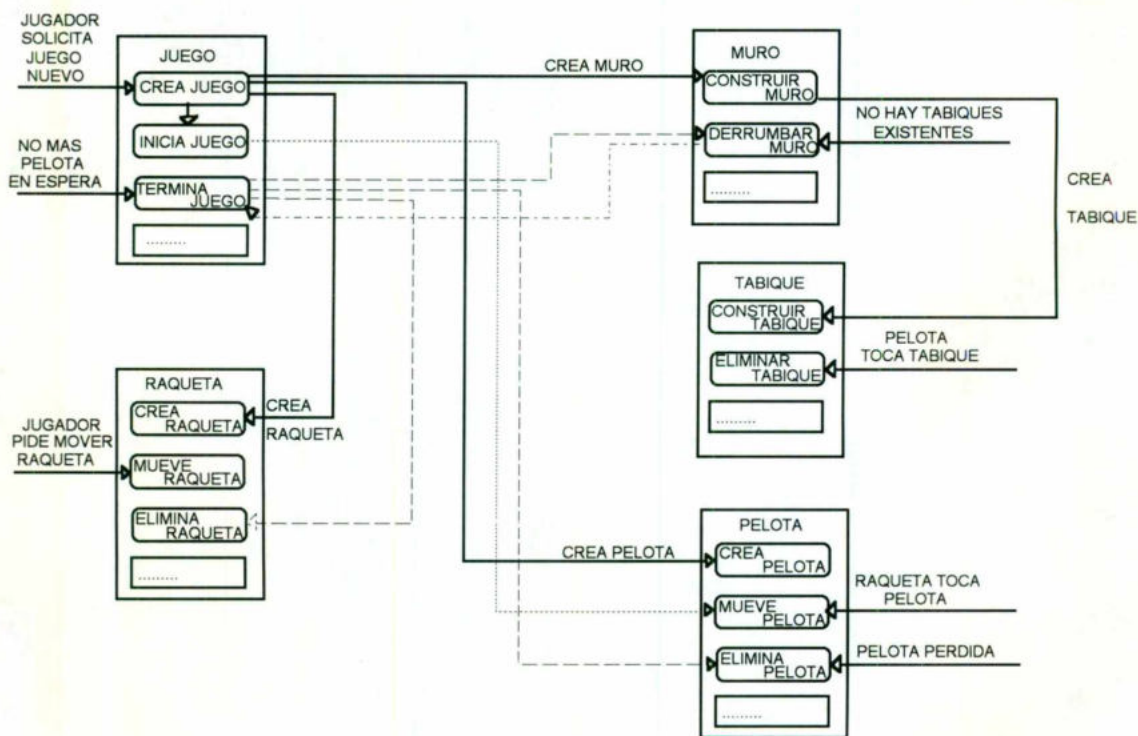 JUGADOR
SOLICITA
JUEGO
NUEVO
JUEGO
CREA JUEGO
INICIA JUEGO
NO MAS
PELOTA
EN ESPERA
TERMINA
JUEGO
.........
CREA MURO
MURO
CONSTRUIR
MURO
DERRUMBAR
MURO
........
NO HAY TABIQUES
EXISTENTES
CREA
TABIQUE
TABIQUE
CONSTRUIR
TABIQUE
ELIMINAR
TABIQUE
.........
PELOTA
TOCA TABIQUE
RAQUETA
CREA
RAQUETA
CREA
RAQUETA
JUGADOR
PIDE MOVER
RAQUETA
MUEVE
RAQUETA
ELIMINA
RAQUETA
.........
CREA PELOTA
PELOTA
CREA
PELOTA
MUEVE
PELOTA
RAQUETA TOCA
PELOTA
ELIMINA
PELOTA
PELOTA PERDIDA
.........